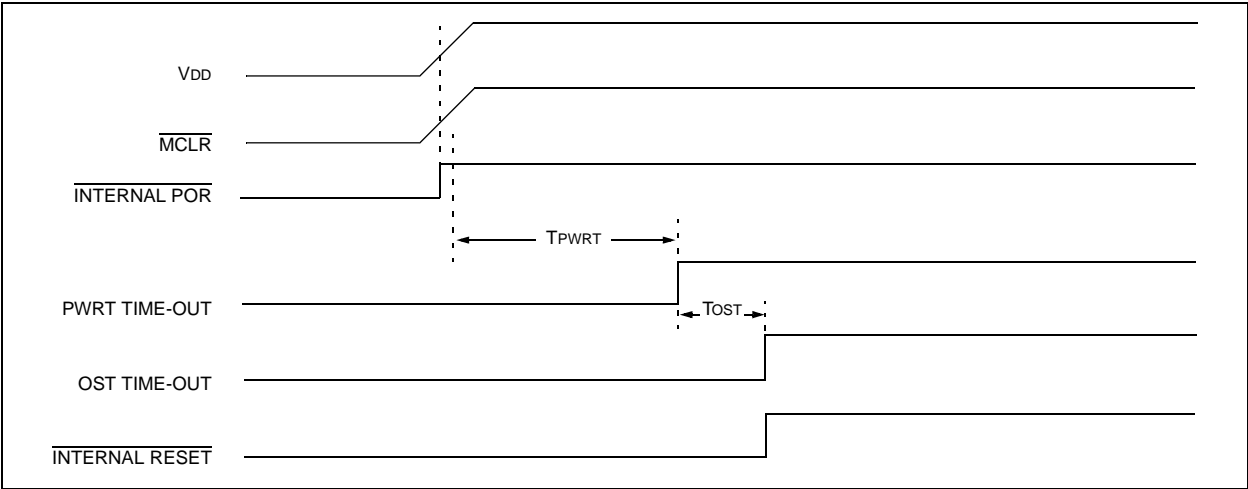 VDD
MCLR
INTERNAL POR
TPWRT
PWRT TIME-OUT
TOST
OST TIME-OUT
INTERNAL RESET